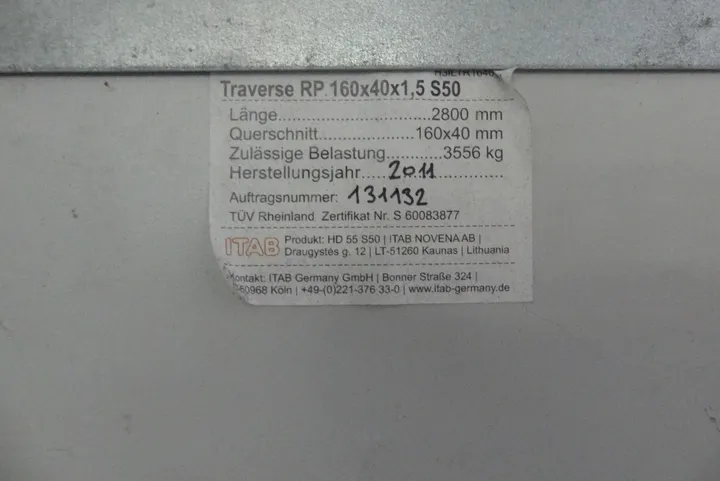 Traverse RP 160x40x1,5 S50
Länge..............................2800 mm
Querschnitt...................160x40 mm
Zulässige Belastung...........3556 kg
Herstellungsjahr.....2011...............
Auftragsnummer: 131132
TÜV Rheinland Zertifikat Nr. S 60083877
ITAB
Produkt: HD 55 S50 | ITAB NOVENA AB |
Draugystės g. 12 | LT-51260 Kaunas | Lithuania
Kontakt: ITAB Germany GmbH | Bonner Straße 324 |
50968 Köln | +49-(0)221-376 33-0 | www.itab-germany.de